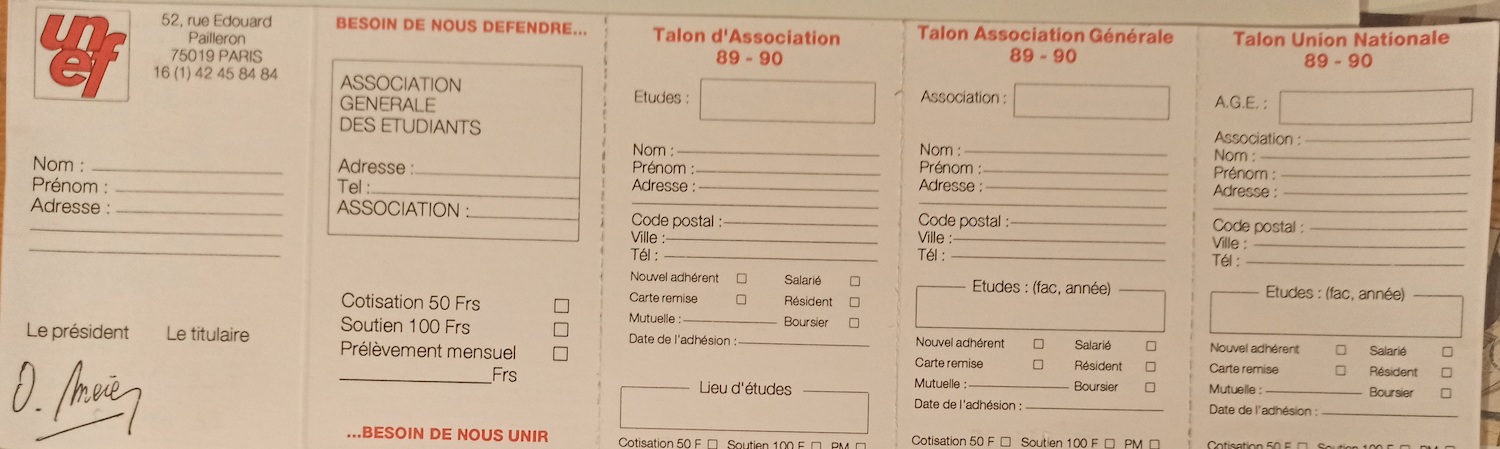 unef
52, rue Edouard
Pailleron
75019 PARIS
16 (1) 42 45 84 84
Nom :
Prénom :
Adresse :
Le président Le titulaire
BESOIN DE NOUS DEFENDRE...
ASSOCIATION
GENERALE
DES ETUDIANTS
Adresse :
Tel :
ASSOCIATION :
Cotisation 50 Frs
Soutien 100 Frs
Prélèvement mensuel
Frs
...BESOIN DE NOUS UNIR
Talon d'Association
89 - 90
Etudes :
Nom :
Prénom :
Adresse :
Code postal :
Ville :
Tél :
Nouvel adhérent Salarié
Carte remise Résident
Mutuelle : Boursier
Date de l'adhésion :
Lieu d'études
Cotisation 50 F Soutien 100 F PM
Talon Association Générale
89 - 90
Association :
Nom :
Prénom :
Adresse :
Code postal :
Ville :
Tél :
Etudes : (fac, année)
Nouvel adhérent Salarié
Carte remise Résident
Mutuelle : Boursier
Date de l'adhésion :
Cotisation 50 F Soutien 100 F PM
Talon Union Nationale
89 - 90
A.G.E. :
Association :
Nom :
Prénom :
Adresse :
Code postal :
Ville :
Tél :
Etudes : (fac, année)
Nouvel adhérent Salarié
Carte remise Résident
Mutuelle : Boursier
Date de l'adhésion :
Cotisation 50 F Soutien 100 F PM